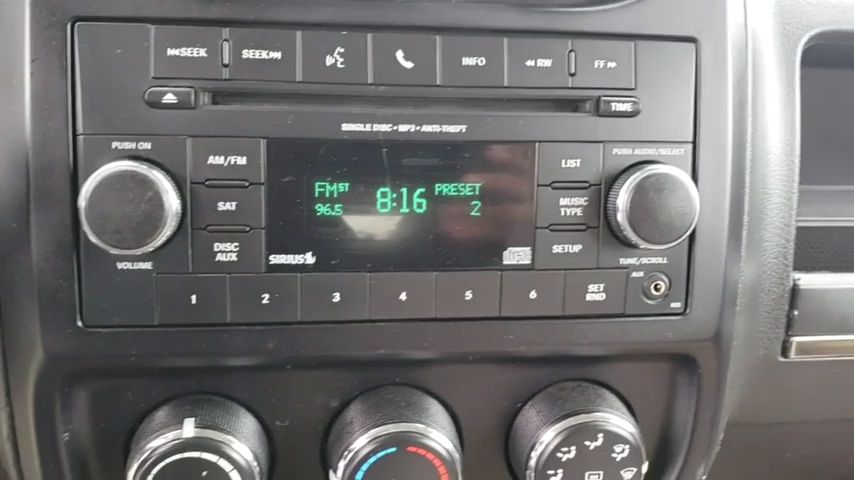 ⏮SEEK SEEK⏭ INFO ◀◀ RW FF ▶▶
TIME
SINGLE DISC • MP3 • ANTI-THEFT
PUSH ON AM/FM LIST PUSH AUDIO/SELECT
FM ST 8:16 PRESET
96.5 2
SAT MUSIC
TYPE
DISC
AUX SETUP
VOLUME SIRIUS TUNE/SCROLL
AUX
1 2 3 4 5 6 SET
RND